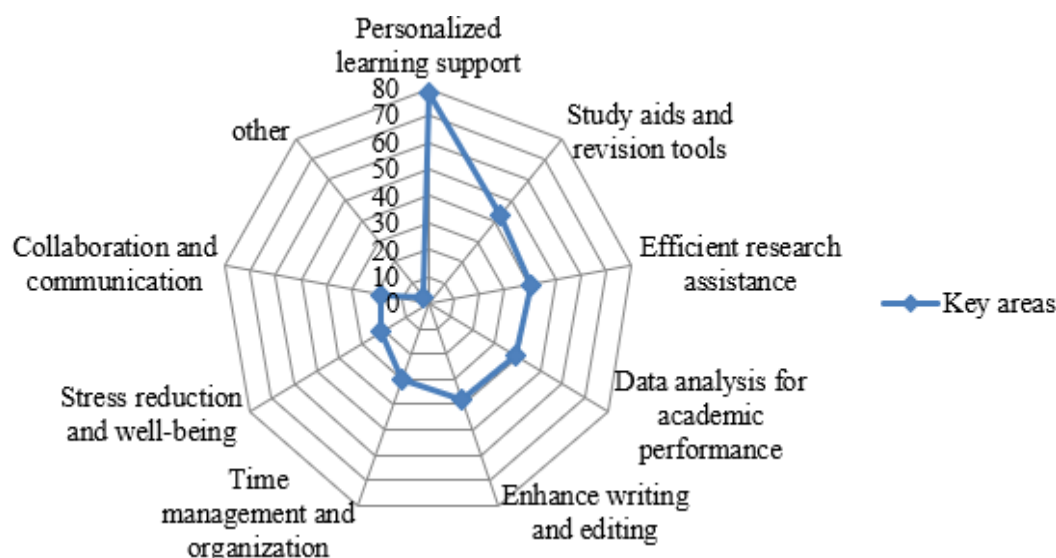 Personalized
learning support
80
70
60
50
40
30
20
10
0
Study aids and
revision tools
Efficient research
assistance
Data analysis for
academic
performance
Enhance writing
and editing
Time
management and
organization
Stress reduction
and well-being
Collaboration and
communication
other
Key areas